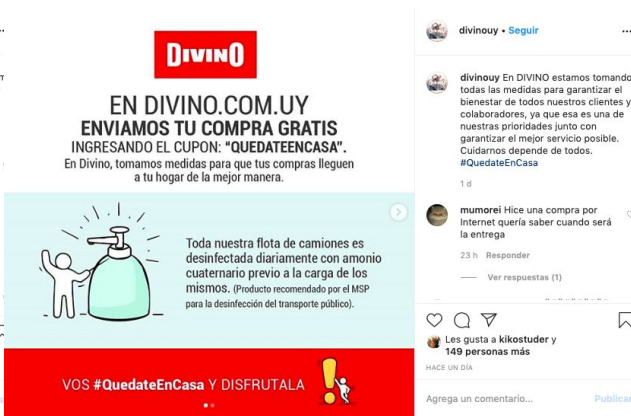 DIVINO
EN DIVINO.COM.UY
ENVIAMOS TU COMPRA GRATIS
INGRESANDO EL CUPON: “QUEDATEENCASA”.
En Divino, tomamos medidas para que tus compras lleguen
a tu hogar de la mejor manera.
Toda nuestra flota de camiones es
desinfectada diariamente con amonio
cuaternario previo a la carga de los
mismos. (Producto recomendado por el MSP
para la desinfección del transporte público).
VOS #QuedateEnCasa Y DISFRUTALA
divinouy • Seguir
divinouy En DIVINO estamos tomando
todas las medidas para garantizar el
bienestar de todos nuestros clientes y
colaboradores, ya que esa es una de
nuestras prioridades junto con
garantizar el mejor servicio posible.
Cuidarnos depende de todos.
#QuedateEnCasa
1 d
mumorei Hice una compra por
Internet quería saber cuando será
la entrega
23 h Responder
Ver respuestas (1)
Les gusta a kikostuder y
149 personas más
HACE UN DÍA
Agrega un comentario...
Publicar